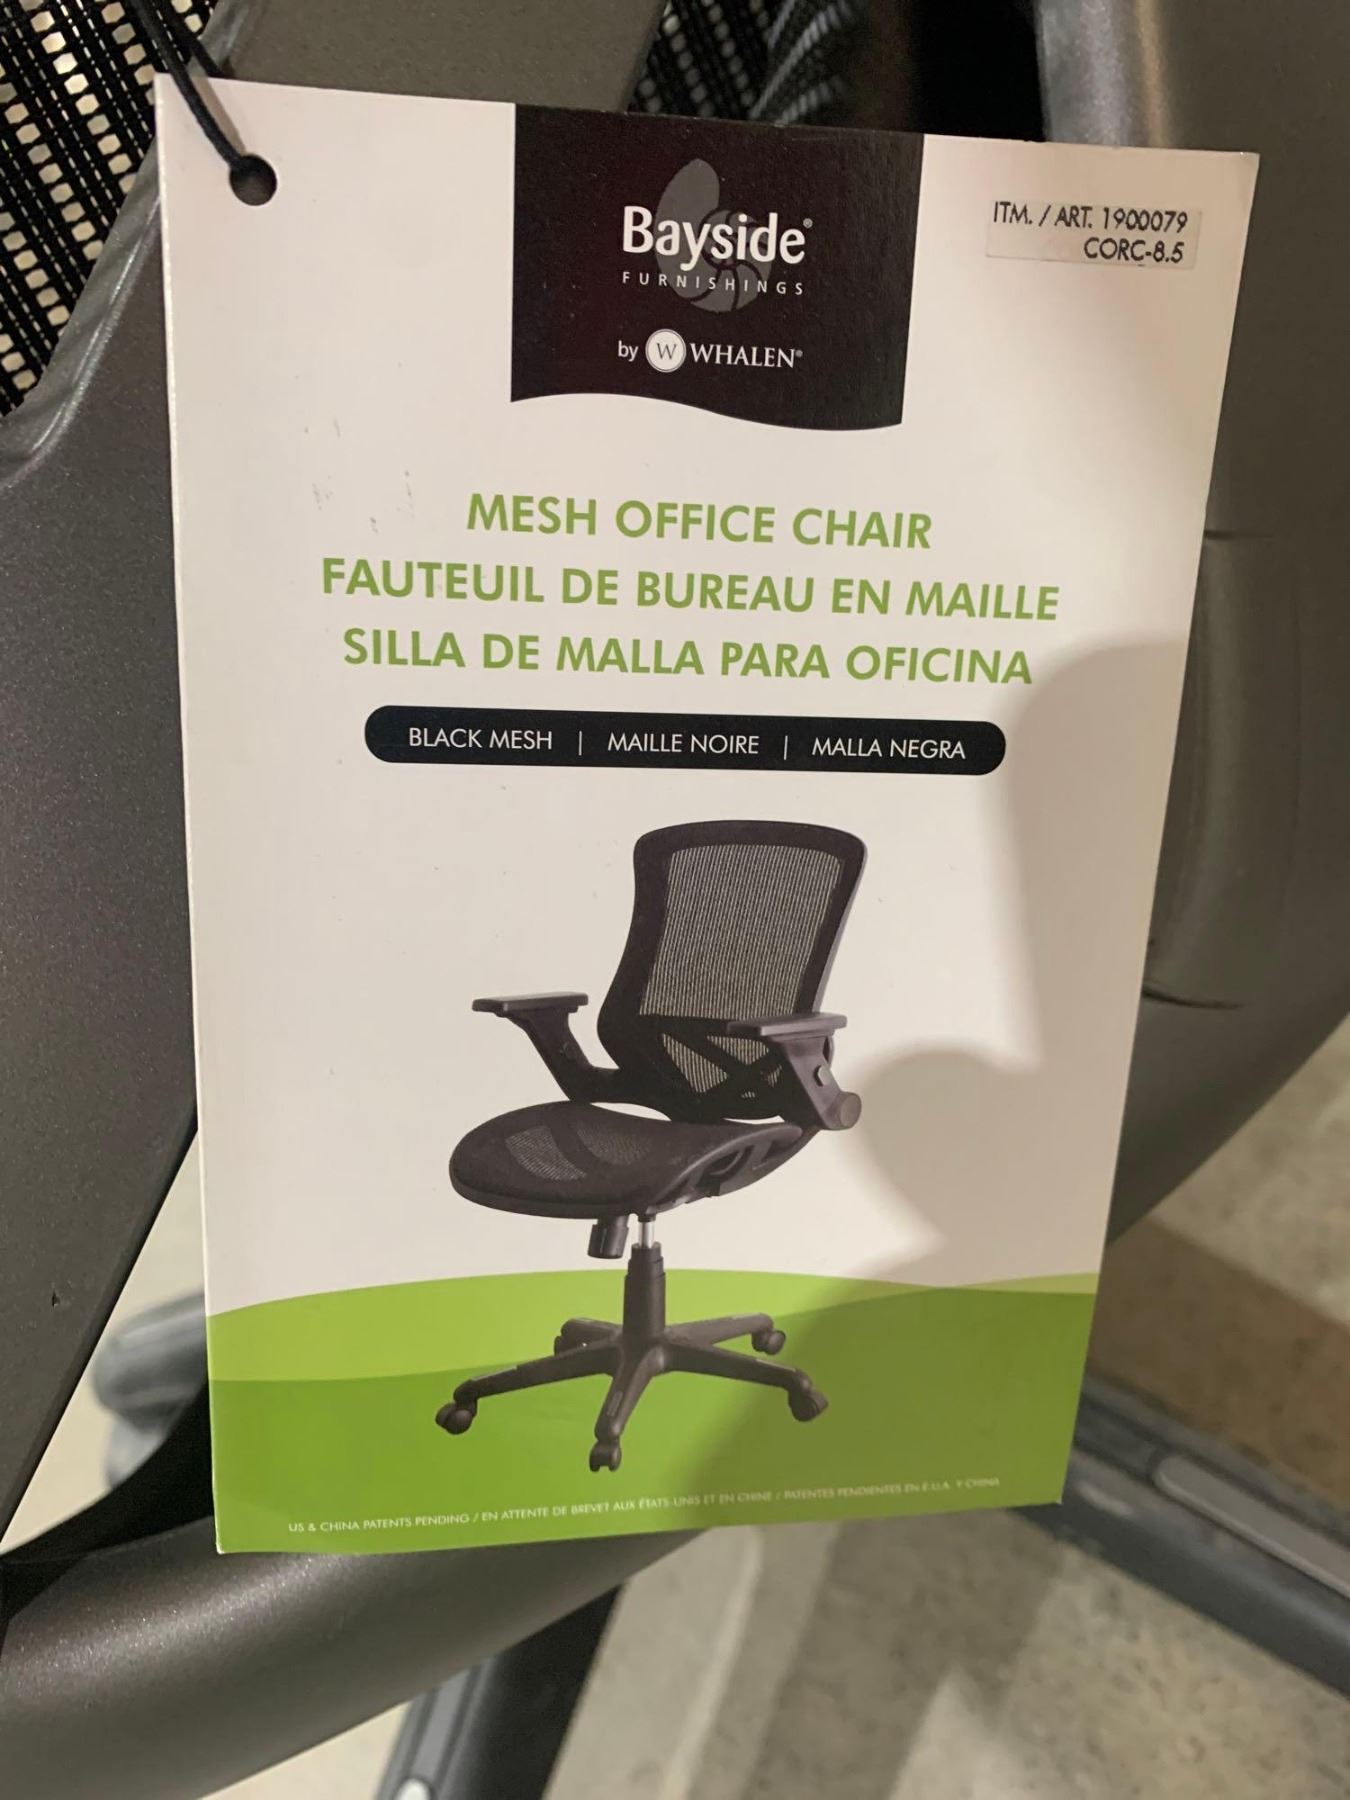 Bayside®
FURNISHINGS
by W WHALEN®
ITM. / ART. 1900079
CORC-8.5
MESH OFFICE CHAIR
FAUTEUIL DE BUREAU EN MAILLE
SILLA DE MALLA PARA OFICINA
BLACK MESH | MAILLE NOIRE | MALLA NEGRA
US & CHINA PATENTS PENDING / EN ATTENTE DE BREVET AUX ÉTATS-UNIS ET EN CHINE / PATENTES PENDIENTES EN E.U.A. Y CHINA